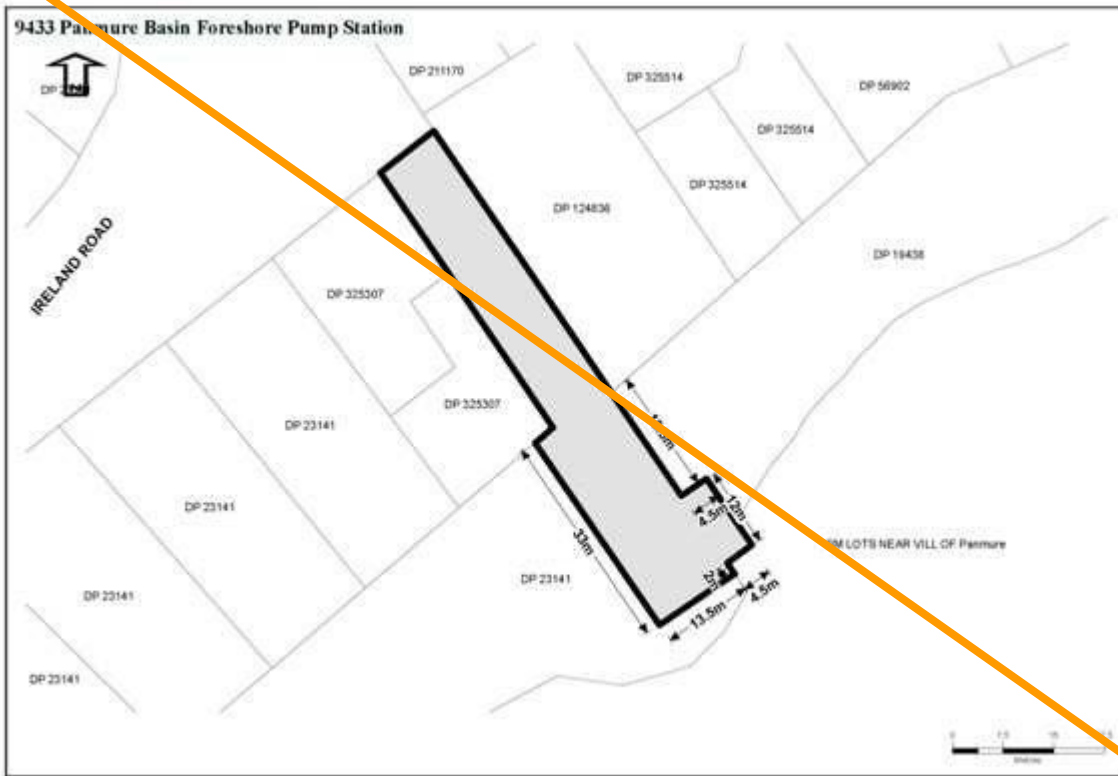 9433 Panmure Basin Foreshore Pump Station
DP 211170
DP 325514
DP 56902
DP 325514
DP 325514
DP 124836
DP 19438
IRELAND ROAD
DP 325307
DP 325307
DP 23141
DP 23141
DP 23141
DP 23141
DP 23141
33m
4.5m
12m
2m
13.5m
4.5m
LOTS NEAR VILL OF Panmure